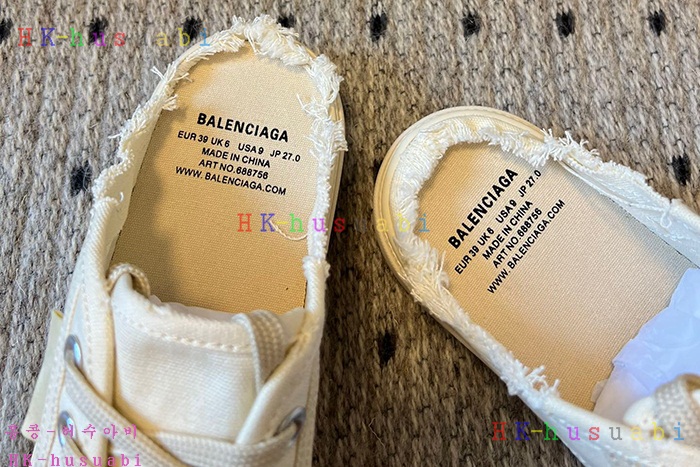 HK-husuabi
BALENCIAGA
EUR 39 UK 6 USA 9 JP 27.0
MADE IN CHINA
ART NO.688756
WWW.BALENCIAGA.COM
BALENCIAGA
EUR 39 UK 6 USA 9 JP 27.0
MADE IN CHINA
ART NO.688756
WWW.BALENCIAGA.COM
HK-husuabi
HK-husuabi
홍콩-허수아비
HK-husuabi